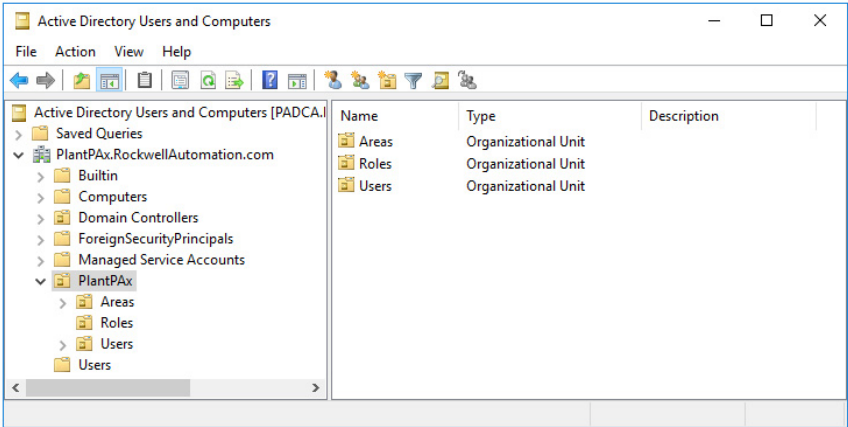 Active Directory Users and Computers
File Action View Help
Active Directory Users and Computers [PADCA.
Saved Queries
PlantPAx.RockwellAutomation.com
Builtin
Computers
Domain Controllers
ForeignSecurityPrincipals
Managed Service Accounts
PlantPAx
Areas
Roles
Users
Users
Name Type Description
Areas Organizational Unit
Roles Organizational Unit
Users Organizational Unit